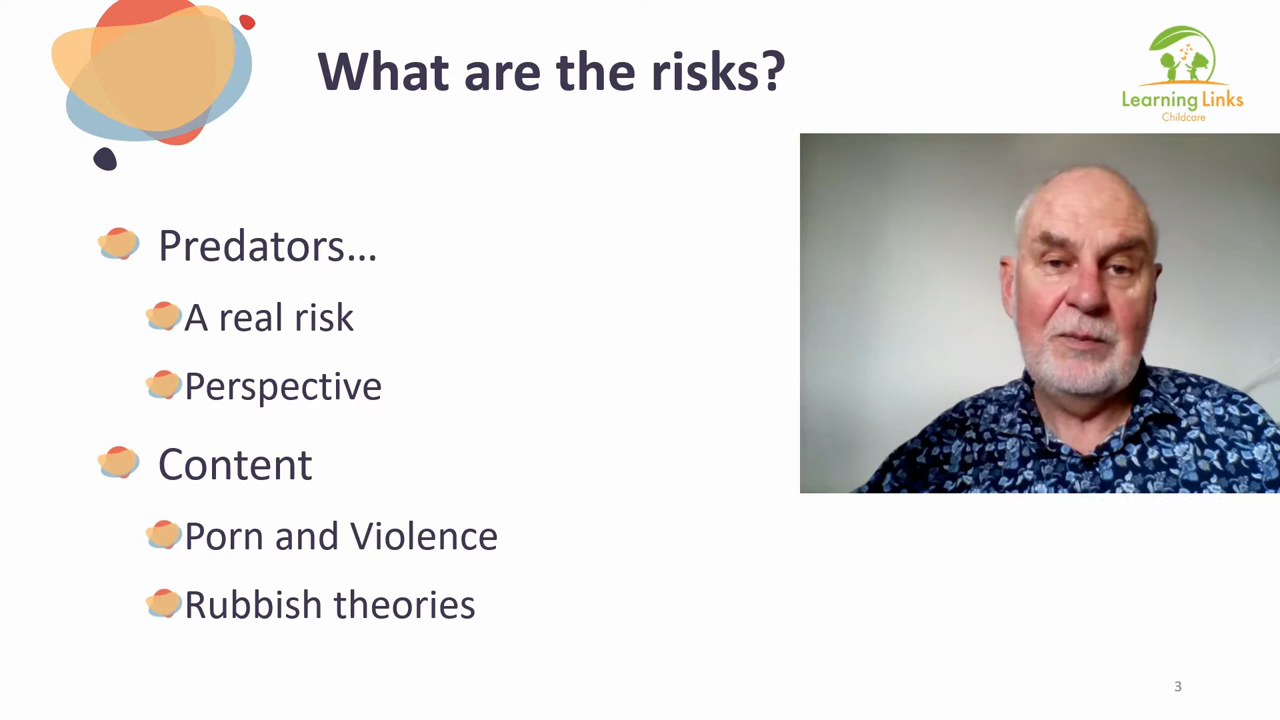 What are the risks?
Learning Links
Childcare
Predators...
A real risk
Perspective
Content
Porn and Violence
Rubbish theories
3